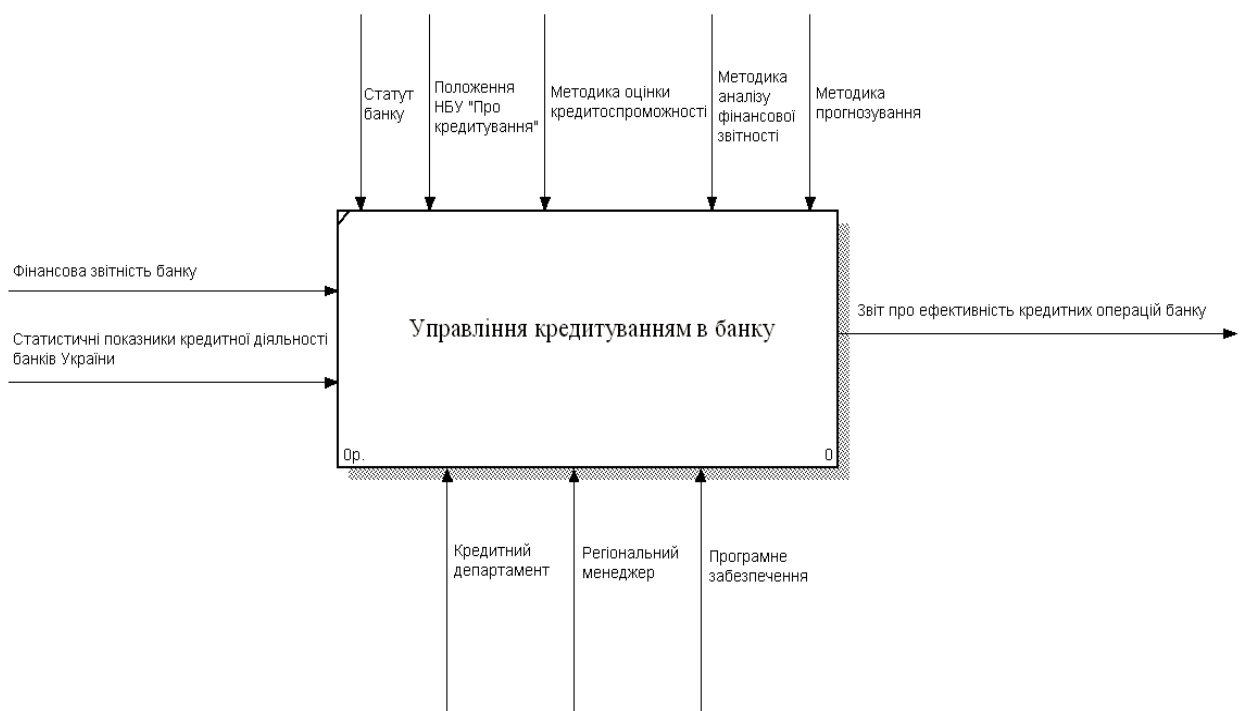 Статут
банку
Положення
НБУ "Про
кредитування"
Методика оцінки
кредитоспроможності
Методика
аналізу
фінансової
звітності
Методика
прогнозування
Фінансова звітність банку
Статистичні показники кредитної діяльності
банків України
Управління кредитуванням в банку
Звіт про ефективність кредитних операцій банку
0р.
0
Кредитний
департамент
Регіональний
менеджер
Програмне
забезпечення